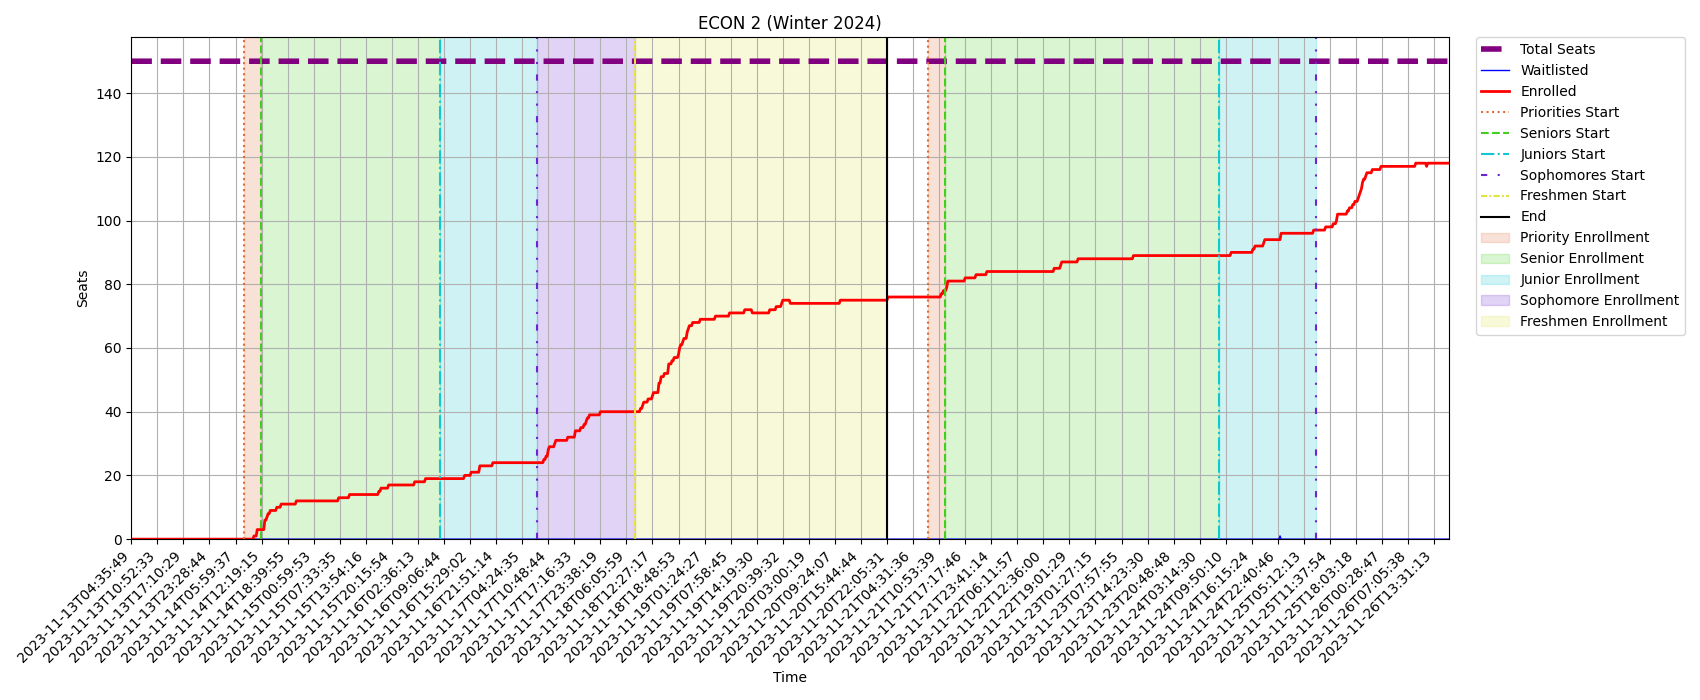 ECON 2 (Winter 2024)
Seats
140
120
100
80
60
40
20
0
2023-11-13T04:35:49
2023-11-13T10:52:33
2023-11-13T17:10:29
2023-11-13T23:28:44
2023-11-14T05:59:37
2023-11-14T12:19:15
2023-11-14T18:39:55
2023-11-15T00:59:53
2023-11-15T07:33:35
2023-11-15T13:54:16
2023-11-15T20:15:54
2023-11-16T02:36:13
2023-11-16T09:06:44
2023-11-16T15:29:02
2023-11-16T21:51:14
2023-11-17T04:24:35
2023-11-17T10:48:44
2023-11-17T17:16:33
2023-11-17T23:38:19
2023-11-18T06:05:59
2023-11-18T12:27:17
2023-11-18T18:48:53
2023-11-19T01:24:27
2023-11-19T07:58:45
2023-11-19T14:19:30
2023-11-19T20:39:32
2023-11-20T03:00:19
2023-11-20T09:24:07
2023-11-20T15:44:44
2023-11-20T22:05:31
2023-11-21T04:31:36
2023-11-21T10:53:39
2023-11-21T17:17:46
2023-11-21T23:41:14
2023-11-22T06:11:57
2023-11-22T12:36:00
2023-11-22T19:01:29
2023-11-23T01:27:15
2023-11-23T07:57:55
2023-11-23T14:23:30
2023-11-23T20:48:48
2023-11-24T03:14:30
2023-11-24T09:50:10
2023-11-24T16:15:24
2023-11-24T22:40:46
2023-11-25T05:12:13
2023-11-25T11:37:54
2023-11-25T18:03:18
2023-11-26T00:28:47
2023-11-26T07:05:38
2023-11-26T13:31:13
Time
Total Seats
Waitlisted
Enrolled
Priorities Start
Seniors Start
Juniors Start
Sophomores Start
Freshmen Start
End
Priority Enrollment
Senior Enrollment
Junior Enrollment
Sophomore Enrollment
Freshmen Enrollment